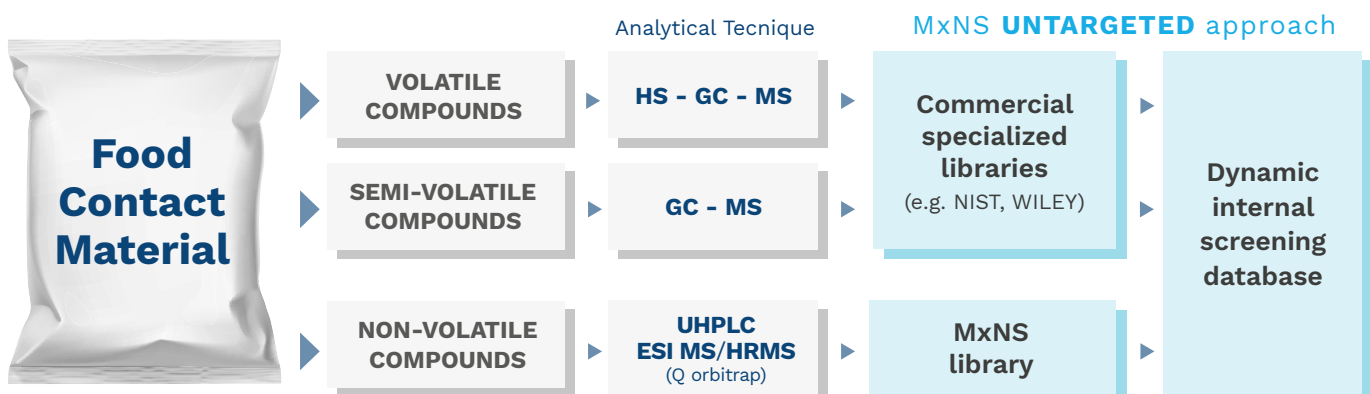 Analytical Tecnique
MxNS UNTARGETED approach
Food
Contact
Material
VOLATILE
COMPOUNDS
HS - GC - MS
SEMI-VOLATILE
COMPOUNDS
GC - MS
Commercial
specialized
libraries
(e.g. NIST, WILEY)
NON-VOLATILE
COMPOUNDS
UHPLC
ESI MS/HRMS
(Q orbitrap)
MxNS
library
Dynamic
internal
screening
database